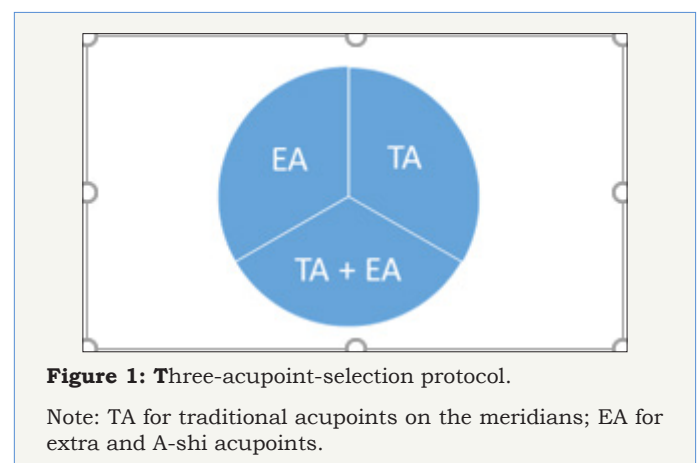 EA
TA
TA + EA
Figure 1: Three-acupoint-selection protocol.
Note: TA for traditional acupoints on the meridians; EA for
extra and A-shi acupoints.